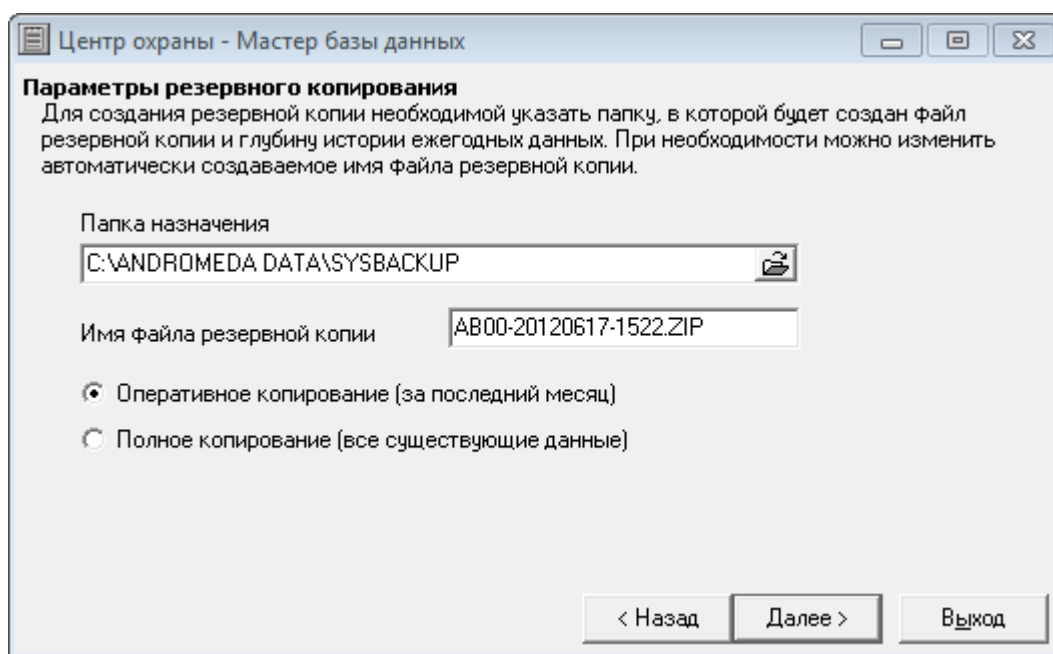 Центр охраны - Мастер базы данных
Параметры резервного копирования
Для создания резервной копии необходимой указать папку, в которой будет создан файл
резервной копии и глубину истории ежегодных данных. При необходимости можно изменить
автоматически создаваемое имя файла резервной копии.
Папка назначения
C:\ANDROMEDA DATA\SYSBACKUP
Имя файла резервной копии
AB00-20120617-1522.ZIP
Оперативное копирование (за последний месяц)
Полное копирование (все существующие данные)
< Назад
Далее >
Выход